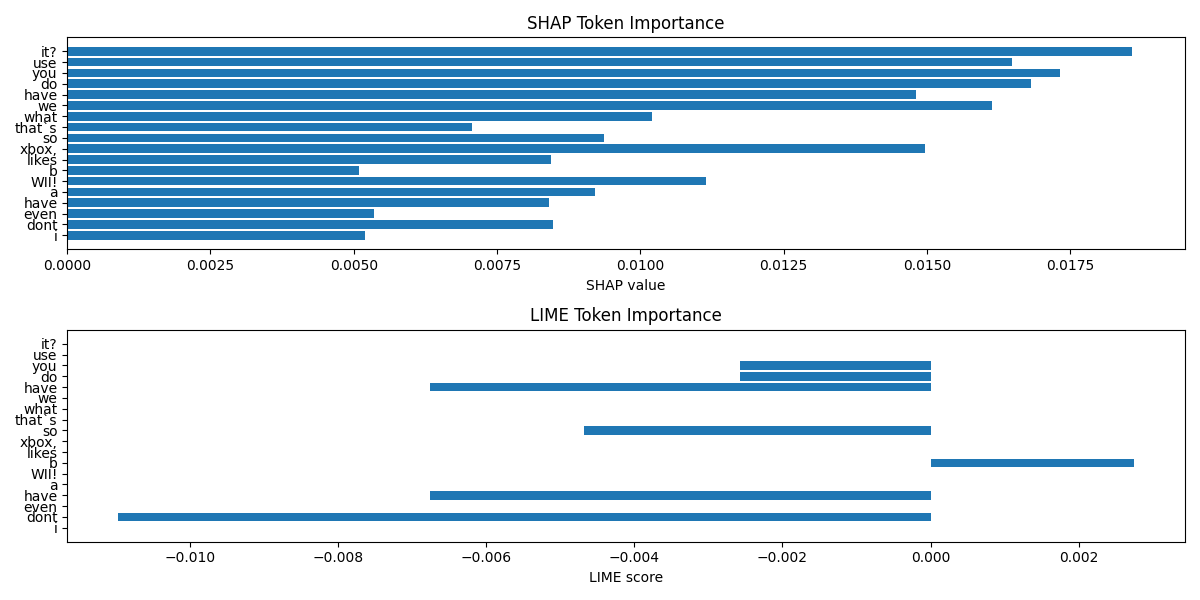 SHAP Token Importance
it?
use
you
do
have
we
what
that`s
so
xbox,
likes
b
WII!
a
have
even
dont
i
0.0000 0.0025 0.0050 0.0075 0.0100 0.0125 0.0150 0.0175
SHAP value
LIME Token Importance
it?
use
you
do
have
we
what
that`s
so
xbox,
likes
b
WII!
a
have
even
dont
i
−0.010 −0.008 −0.006 −0.004 −0.002 0.000 0.002
LIME score